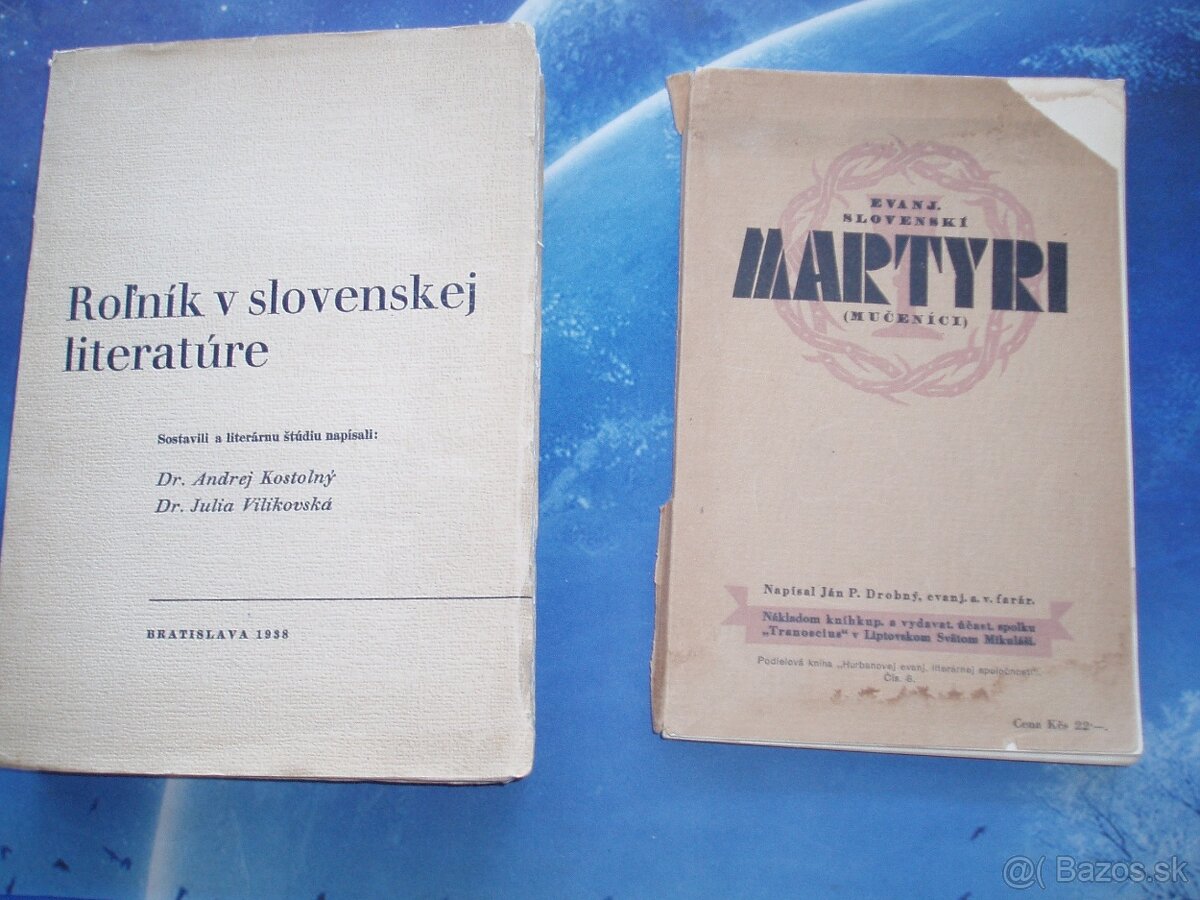 Roľník v slovenskej
literatúre
Sostavili a literárnu štúdiu napísali:
Dr. Andrej Kostolný
Dr. Julia Vilikovská
BRATISLAVA 1938
EVANJ.
SLOVENSKÍ
MARTYRI
(MUČENÍCI)
Napísal Ján P. Drobný, evanj. a. v. farár.
Nákladom kníhkup. a vydavat. účast. spolku
„Tranoscius" v Liptovskom Svätom Mikuláši.
Podielová kniha „Hurbanovej evanj. literárnej spoločnosti".
Čís. 6.
Cena Kčs 22·—.
@( Bazos.sk